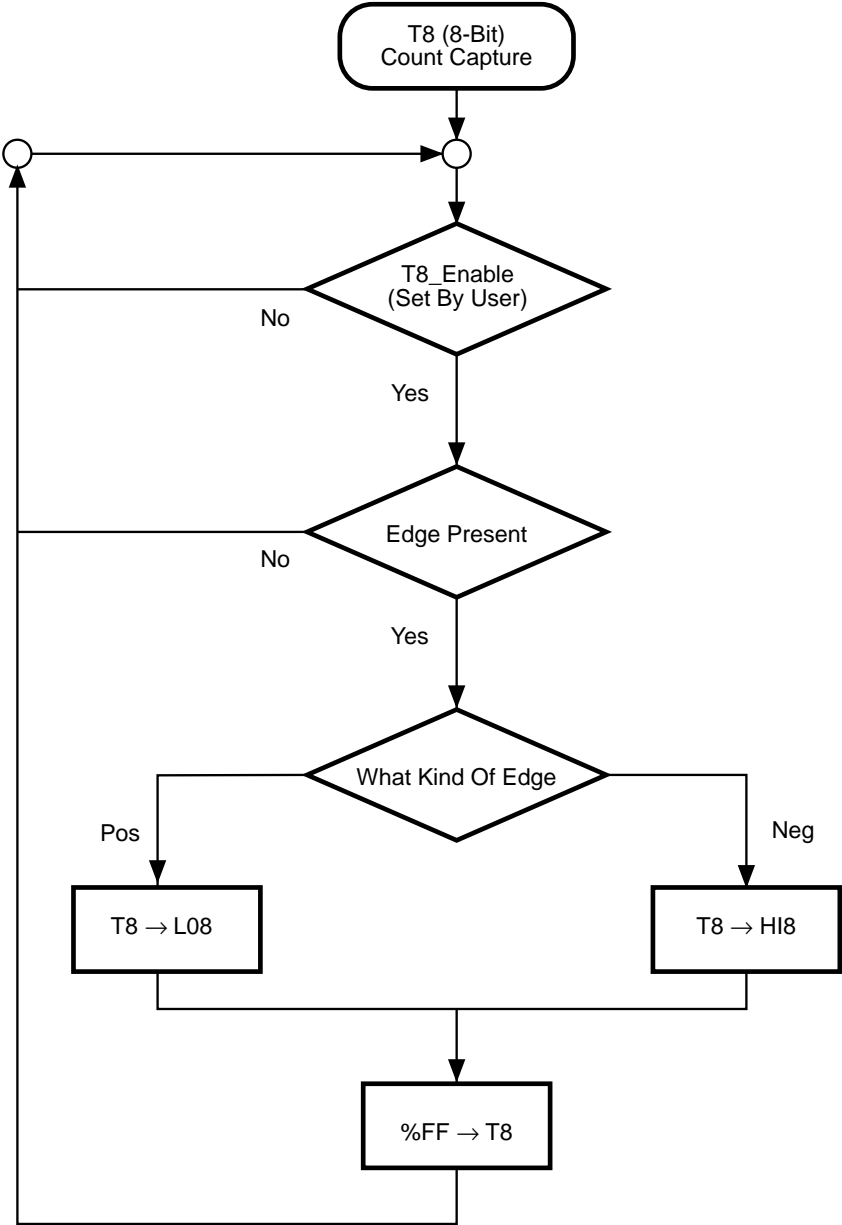 T8 (8-Bit)
Count Capture
T8_Enable
(Set By User)
No
Yes
Edge Present
No
Yes
What Kind Of Edge
Pos
Neg
T8 → L08
T8 → HI8
%FF → T8